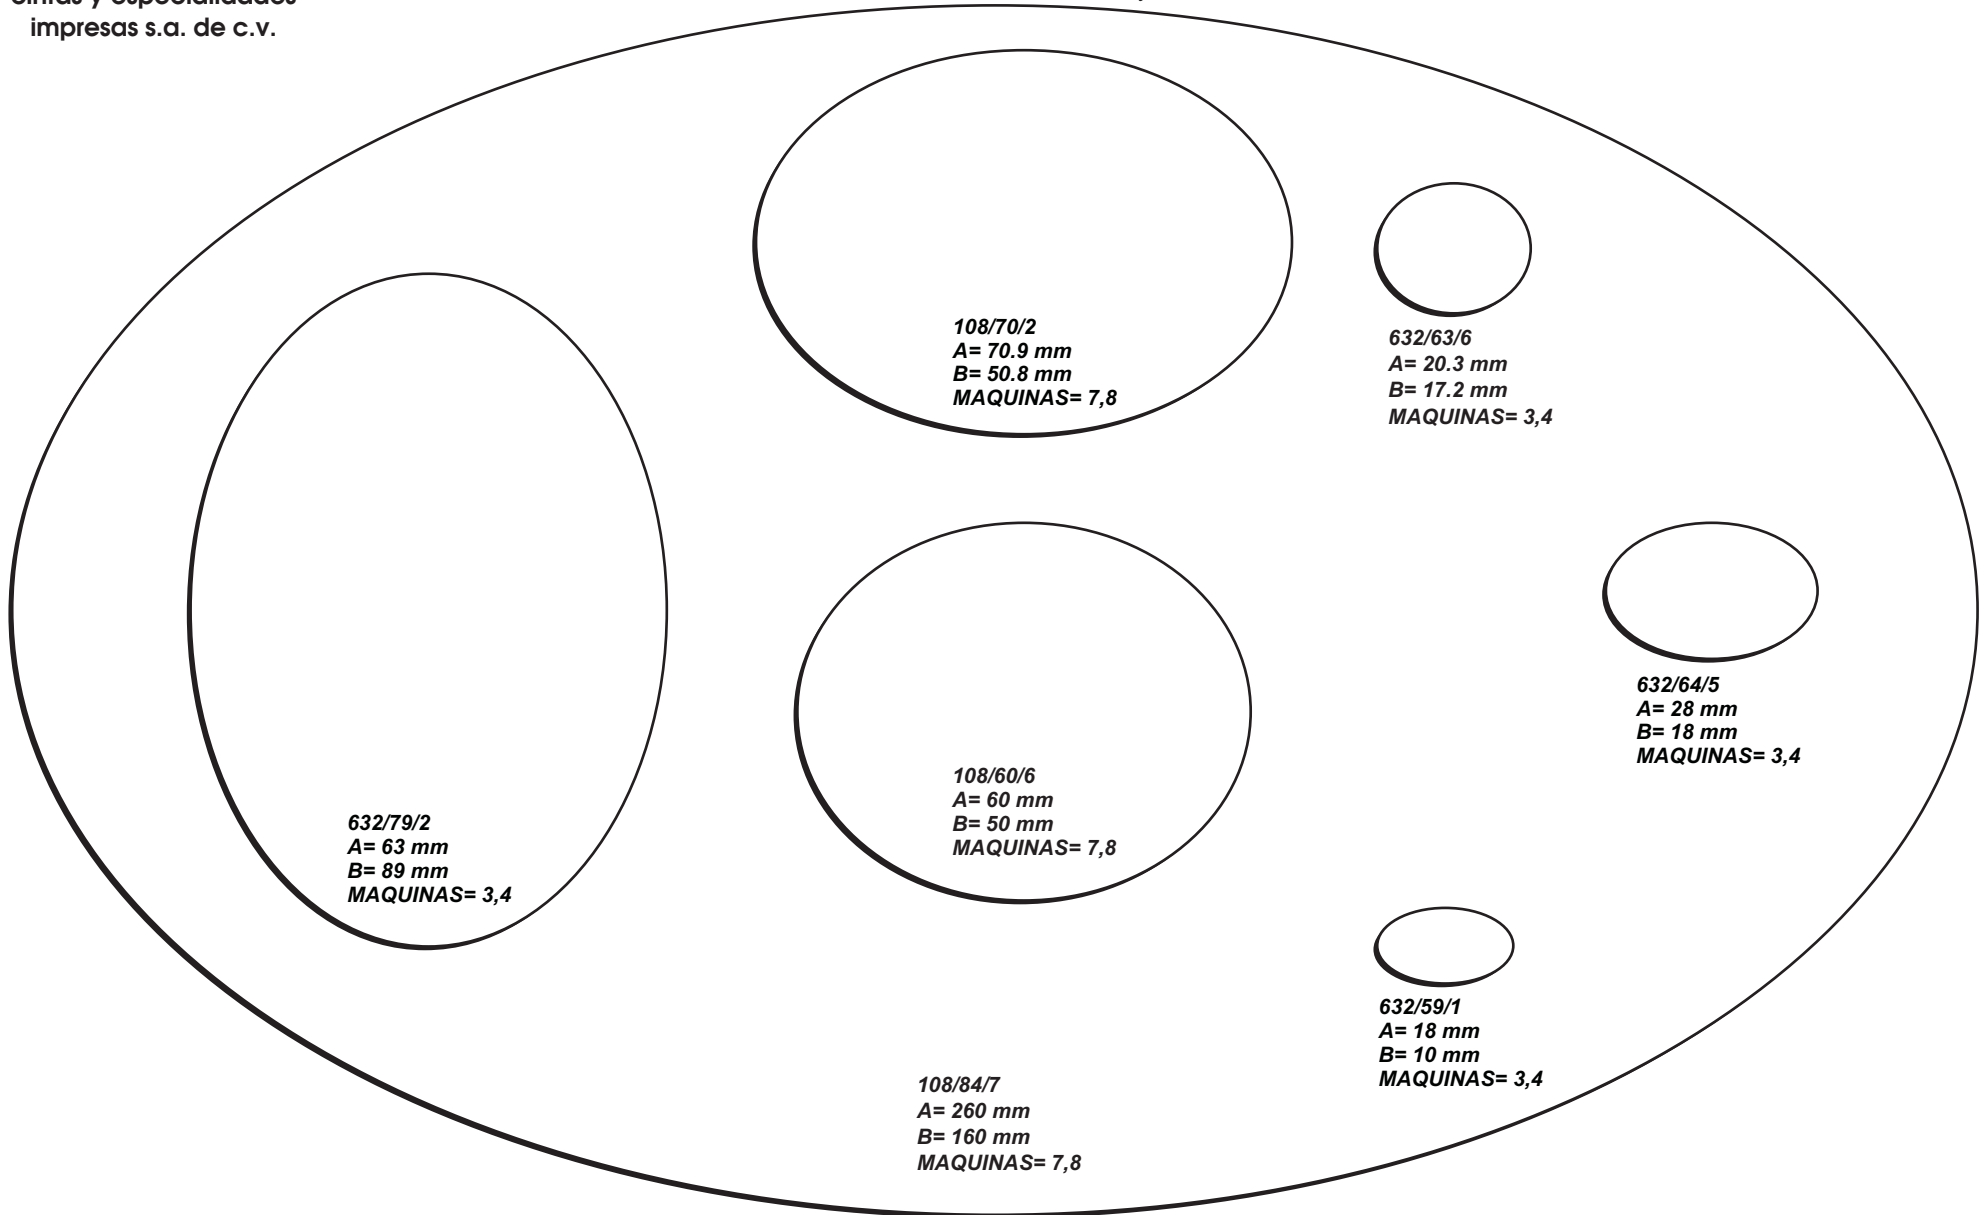 impresas s.a. de c.v.
108/70/2
A= 70.9 mm
B= 50.8 mm
MAQUINAS= 7,8
632/63/6
A= 20.3 mm
B= 17.2 mm
MAQUINAS= 3,4
632/64/5
A= 28 mm
B= 18 mm
MAQUINAS= 3,4
108/60/6
A= 60 mm
B= 50 mm
MAQUINAS= 7,8
632/79/2
A= 63 mm
B= 89 mm
MAQUINAS= 3,4
632/59/1
A= 18 mm
B= 10 mm
MAQUINAS= 3,4
108/84/7
A= 260 mm
B= 160 mm
MAQUINAS= 7,8